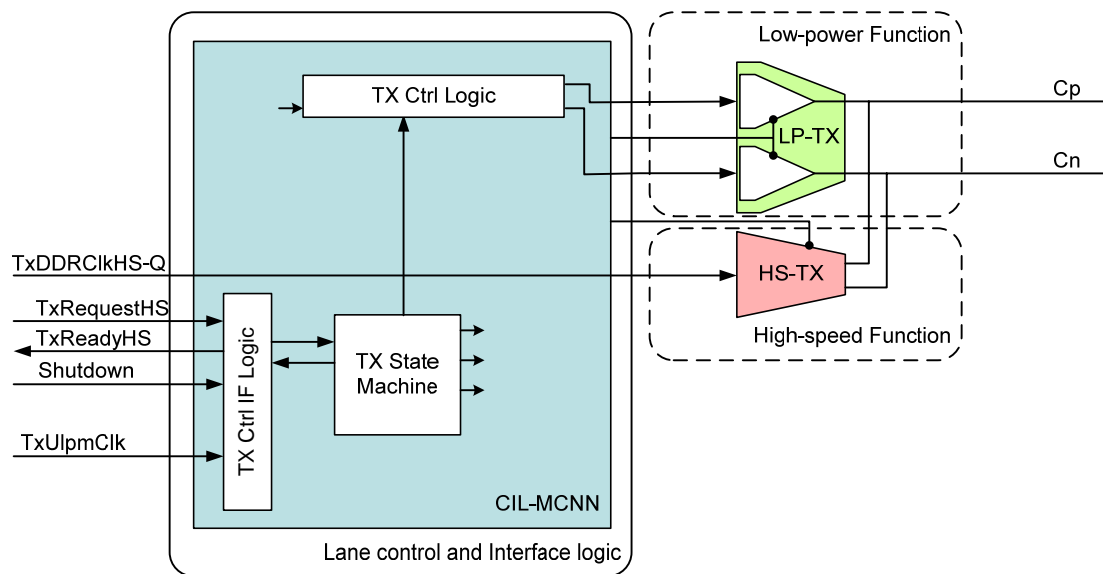 Low-power Function
TX Ctrl Logic
Cp
LP-TX
Cn
TxDDRClkHS-Q
HS-TX
TxRequestHS
TxReadyHS
High-speed Function
Shutdown
TX Ctrl IF Logic
TX State
Machine
TxUlpmClk
CIL-MCNN
Lane control and Interface logic